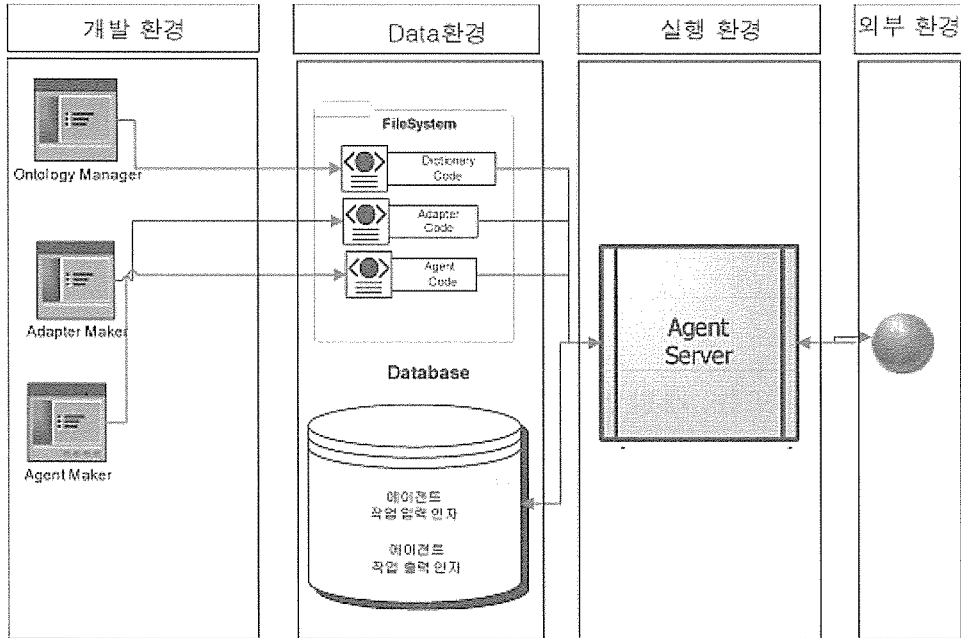 개발 환경
Data환경
실행 환경
외부 환경
Ontology Manager
Adapter Maker
Agent Maker
FileSystem
Dictionary
Code
Adapter
Code
Agent
Code
Database
에이전트
작업 입력 인자
에이전트
작업 출력 인자
Agent
Server